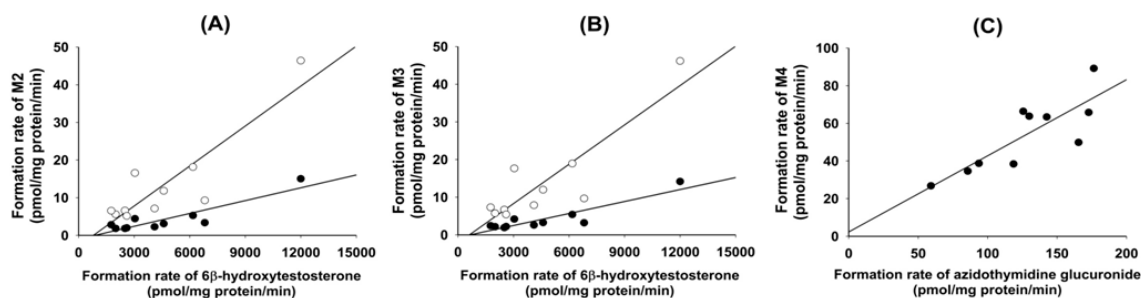 (A)
Formation rate of M2
(pmol/mg protein/min)
50
40
30
20
10
0
0 3000 6000 9000 12000 15000
Formation rate of 6β-hydroxytestosterone
(pmol/mg protein/min)
(B)
Formation rate of M3
(pmol/mg protein/min)
50
40
30
20
10
0
0 3000 6000 9000 12000 15000
Formation rate of 6β-hydroxytestosterone
(pmol/mg protein/min)
(C)
Formation rate of M4
(pmol/mg protein/min)
100
80
60
40
20
0
0 50 100 150 200
Formation rate of azidothymidine glucuronide
(pmol/mg protein/min)